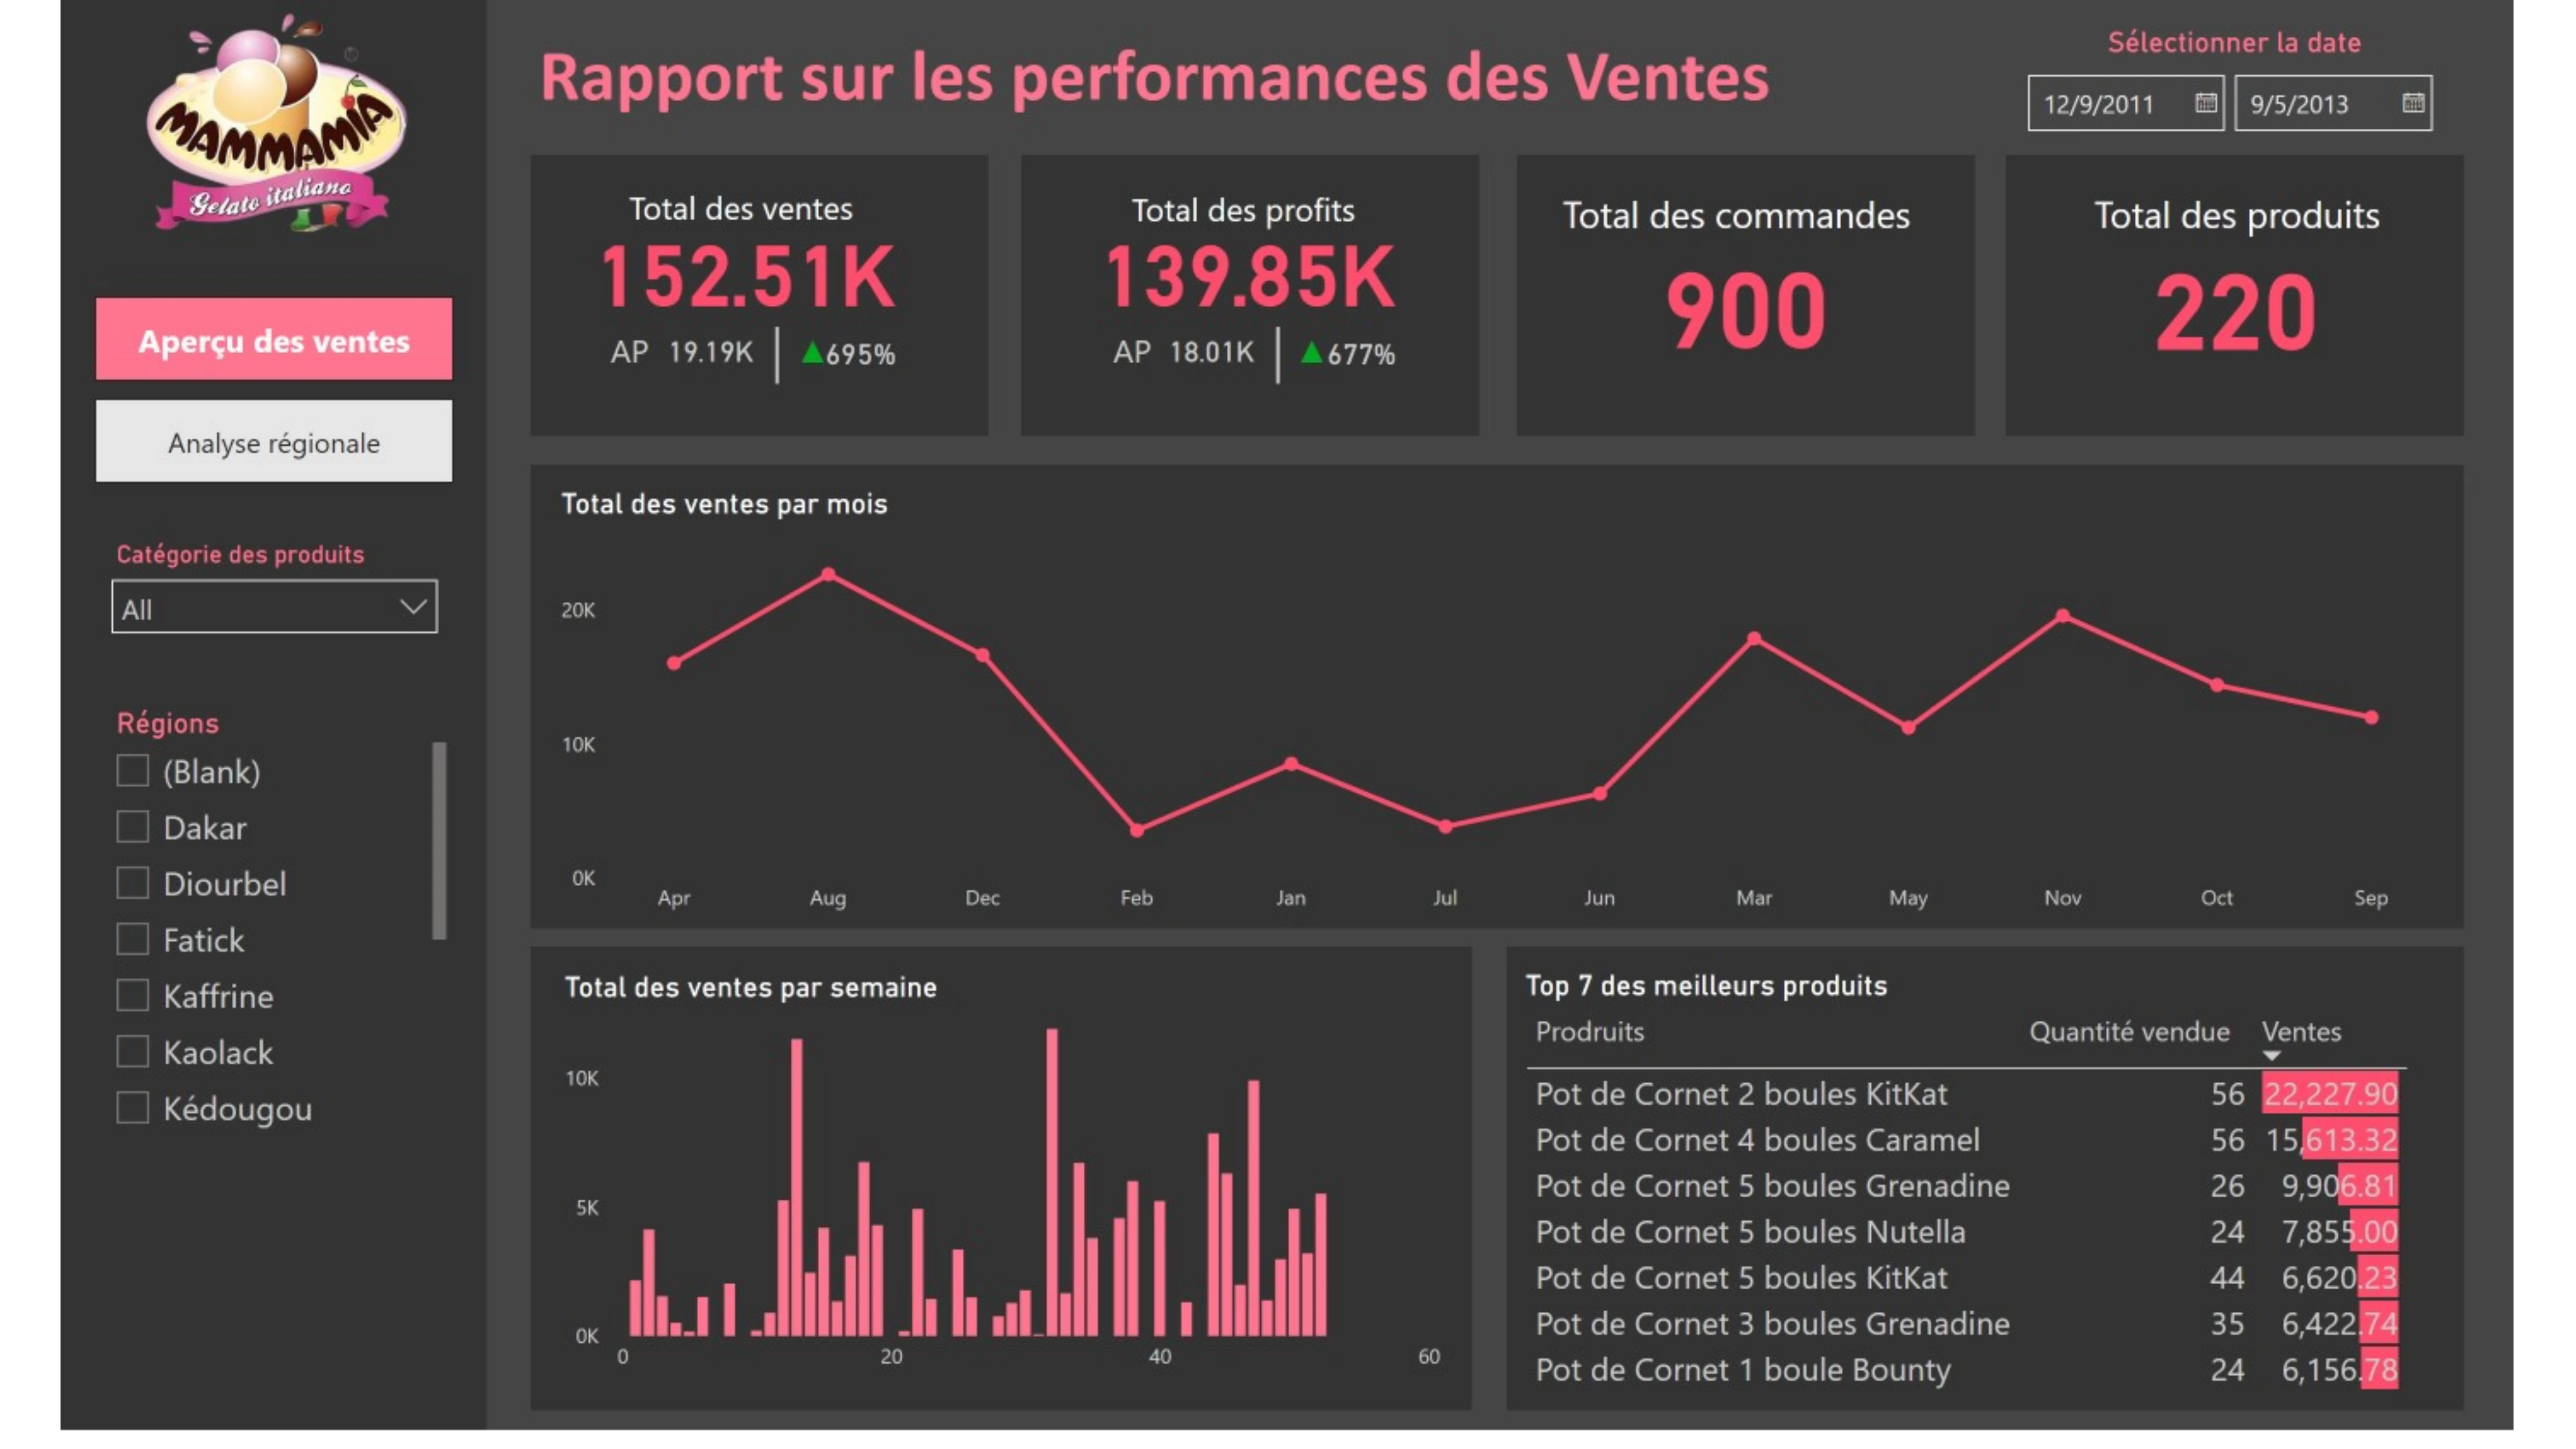 MAMMAMIA
Gelato italiano
Aperçu des ventes
Analyse régionale
Catégorie des produits
All
Régions
(Blank)
Dakar
Diourbel
Fatick
Kaffrine
Kaolack
Kédougou
Rapport sur les performances des Ventes
Sélectionner la date
12/9/2011 9/5/2013
Total des ventes
152.51K
AP 19.19K ▲695%
Total des profits
139.85K
AP 18.01K ▲677%
Total des commandes
900
Total des produits
220
Total des ventes par mois
20K
10K
0K
Apr Aug Dec Feb Jan Jul Jun Mar May Nov Oct Sep
Total des ventes par semaine
10K
5K
0K
0 20 40 60
Top 7 des meilleurs produits
Prodruits Quantité vendue Ventes
Pot de Cornet 2 boules KitKat 56 22,227.90
Pot de Cornet 4 boules Caramel 56 15,613.32
Pot de Cornet 5 boules Grenadine 26 9,906.81
Pot de Cornet 5 boules Nutella 24 7,855.00
Pot de Cornet 5 boules KitKat 44 6,620.23
Pot de Cornet 3 boules Grenadine 35 6,422.74
Pot de Cornet 1 boule Bounty 24 6,156.78